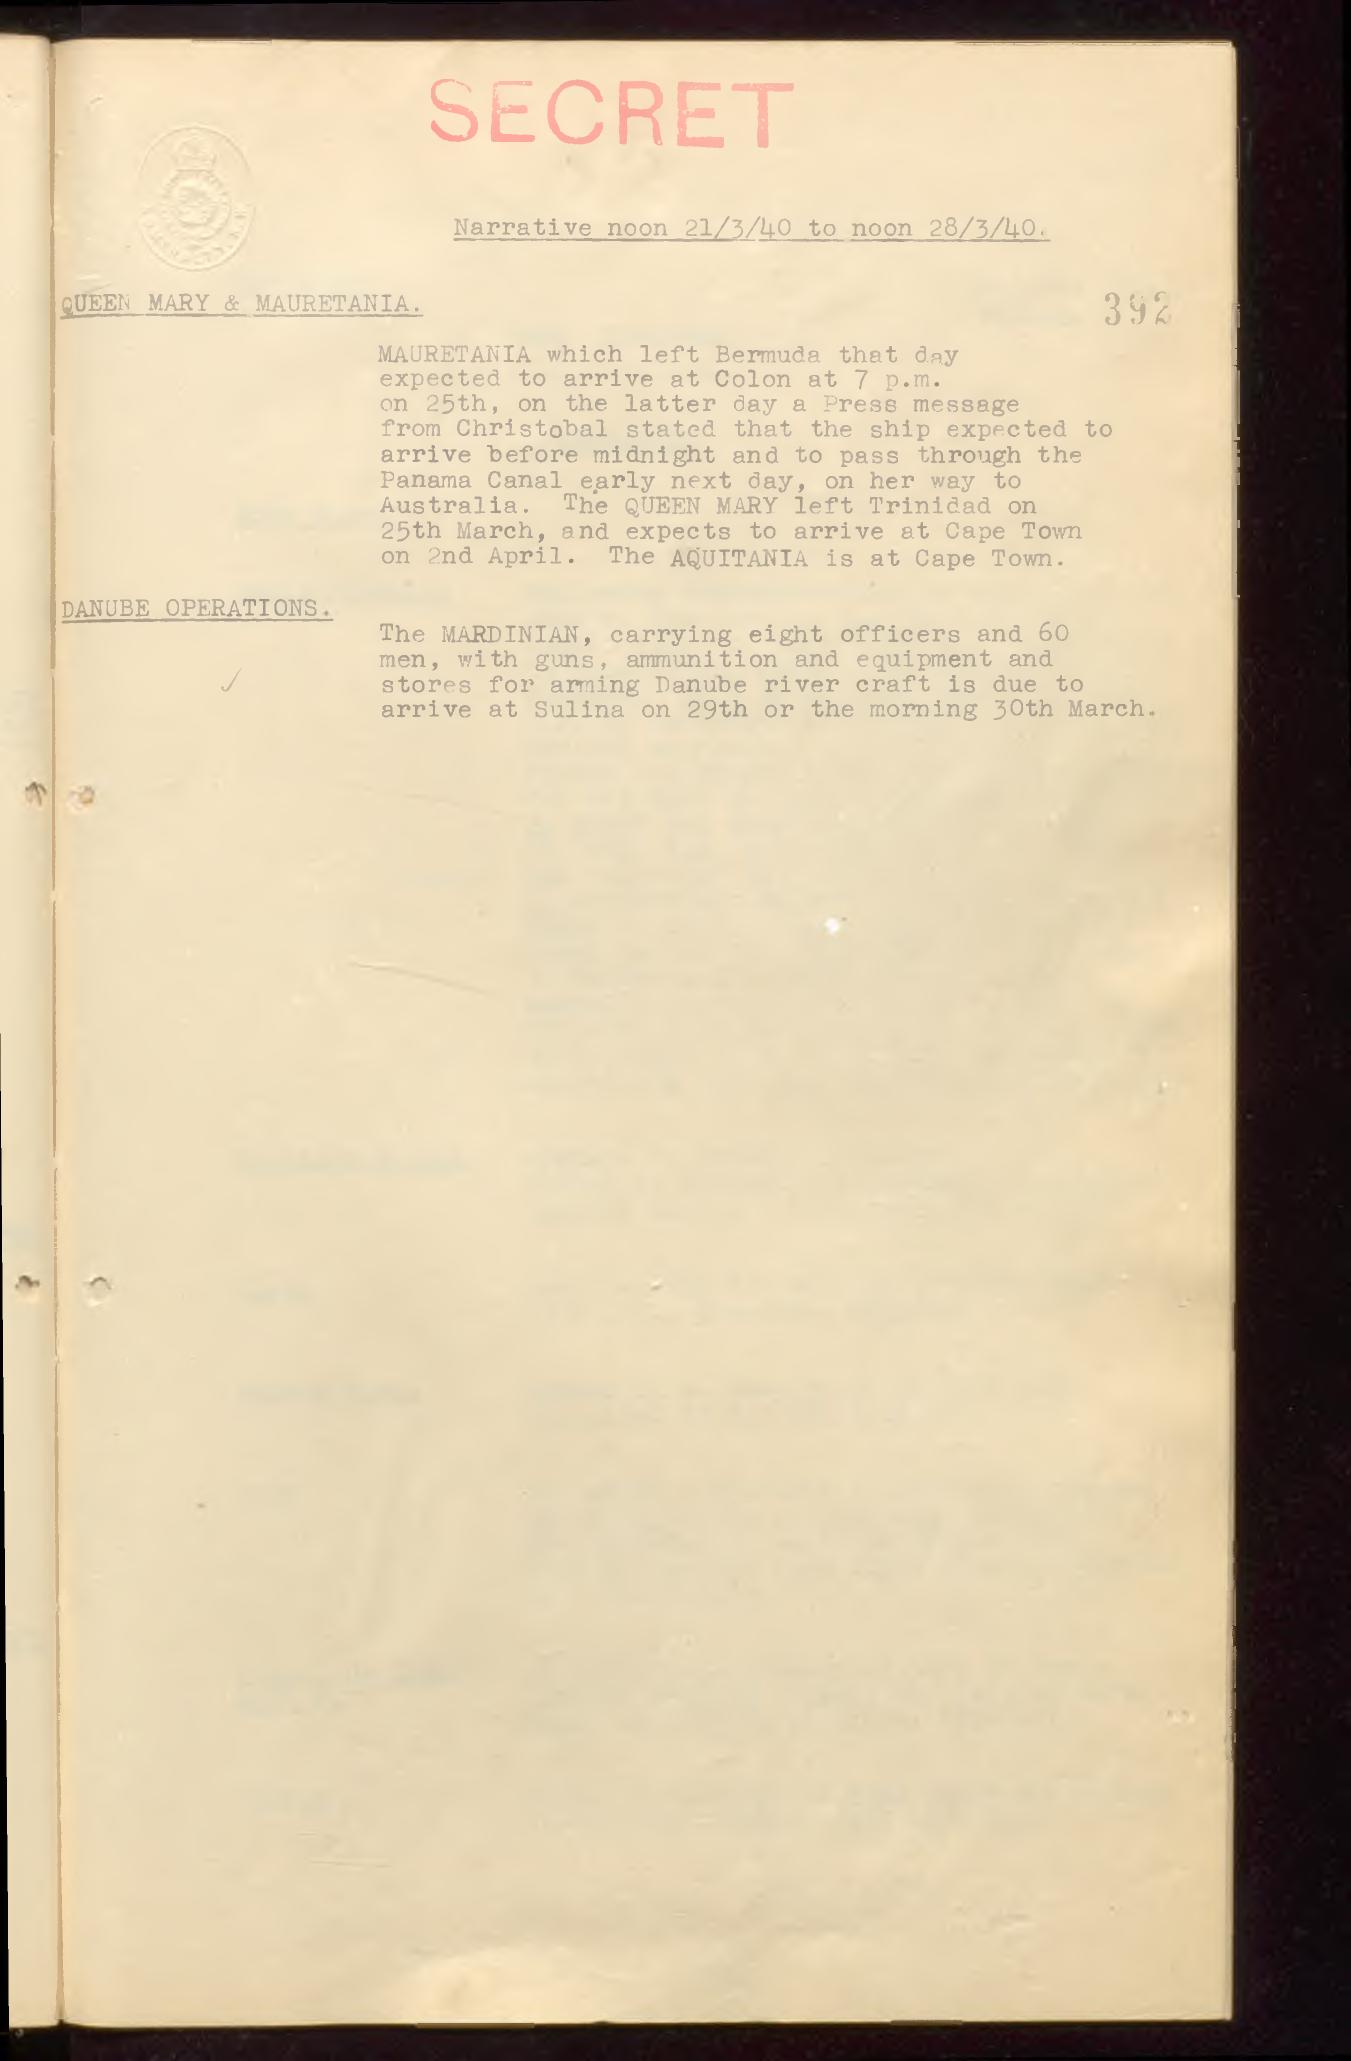 SECRET
Narrative noon 21/3/40 to noon 28/3/40.
QUEEN MARY & MAURETANIA.
392
MAURETANIA which left Bermuda that day
expected to arrive at Colon at 7 p.m.
on 25th, on the latter day a Press message
from Christobal stated that the ship expected to
arrive before midnight and to pass through the
Panama Canal early next day, on her way to
Australia. The QUEEN MARY left Trinidad on
25th March, and expects to arrive at Cape Town
on 2nd April. The AQUITANIA is at Cape Town.
DANUBE OPERATIONS.
The MARDINIAN, carrying eight officers and 60
men, with guns, ammunition and equipment and
stores for arming Danube river craft is due to
arrive at Sulina on 29th or the morning 30th March.